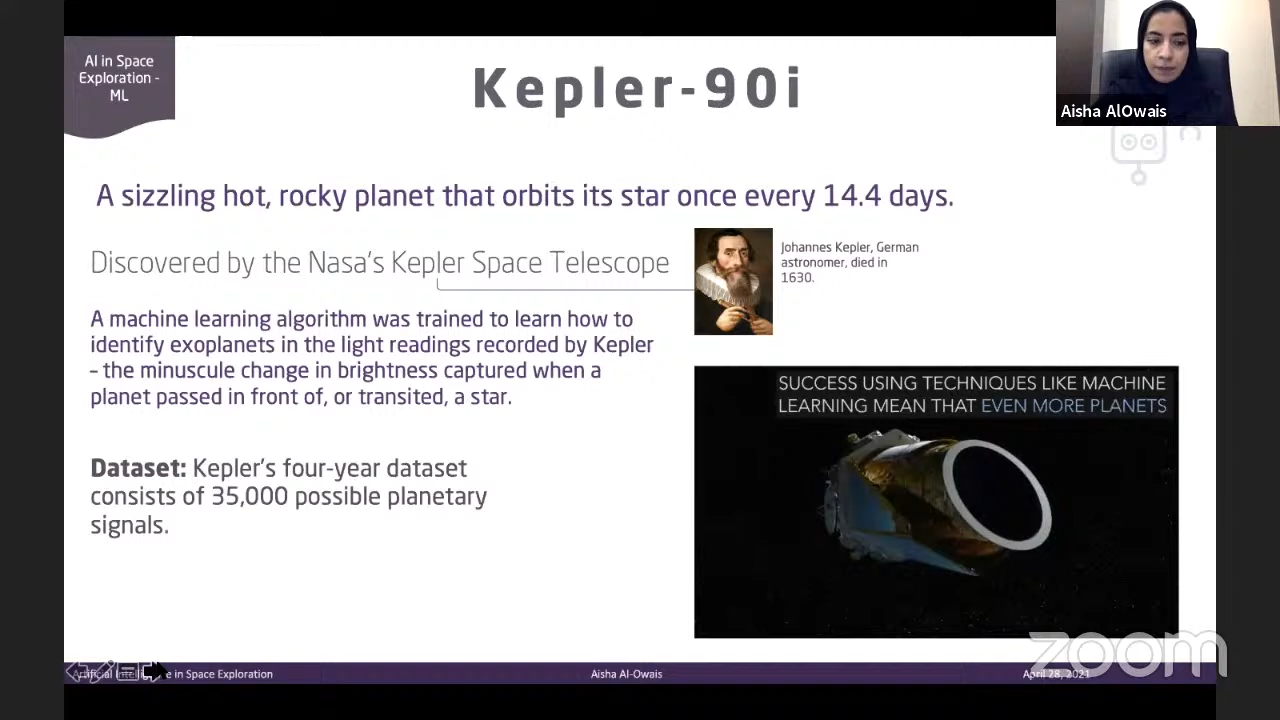 AI in Space
Exploration -
ML
Kepler-90i
Aisha AlOwais
A sizzling hot, rocky planet that orbits its star once every 14.4 days.
Discovered by the Nasa's Kepler Space Telescope
Johannes Kepler, German
astronomer, died in
1630.
A machine learning algorithm was trained to learn how to
identify exoplanets in the light readings recorded by Kepler
– the minuscule change in brightness captured when a
planet passed in front of, or transited, a star.
SUCCESS USING TECHNIQUES LIKE MACHINE
LEARNING MEAN THAT EVEN MORE PLANETS
Dataset: Kepler's four-year dataset
consists of 35,000 possible planetary
signals.
zoom
Artificial Intelligence in Space Exploration
Aisha Al-Owais
April 28, 2021